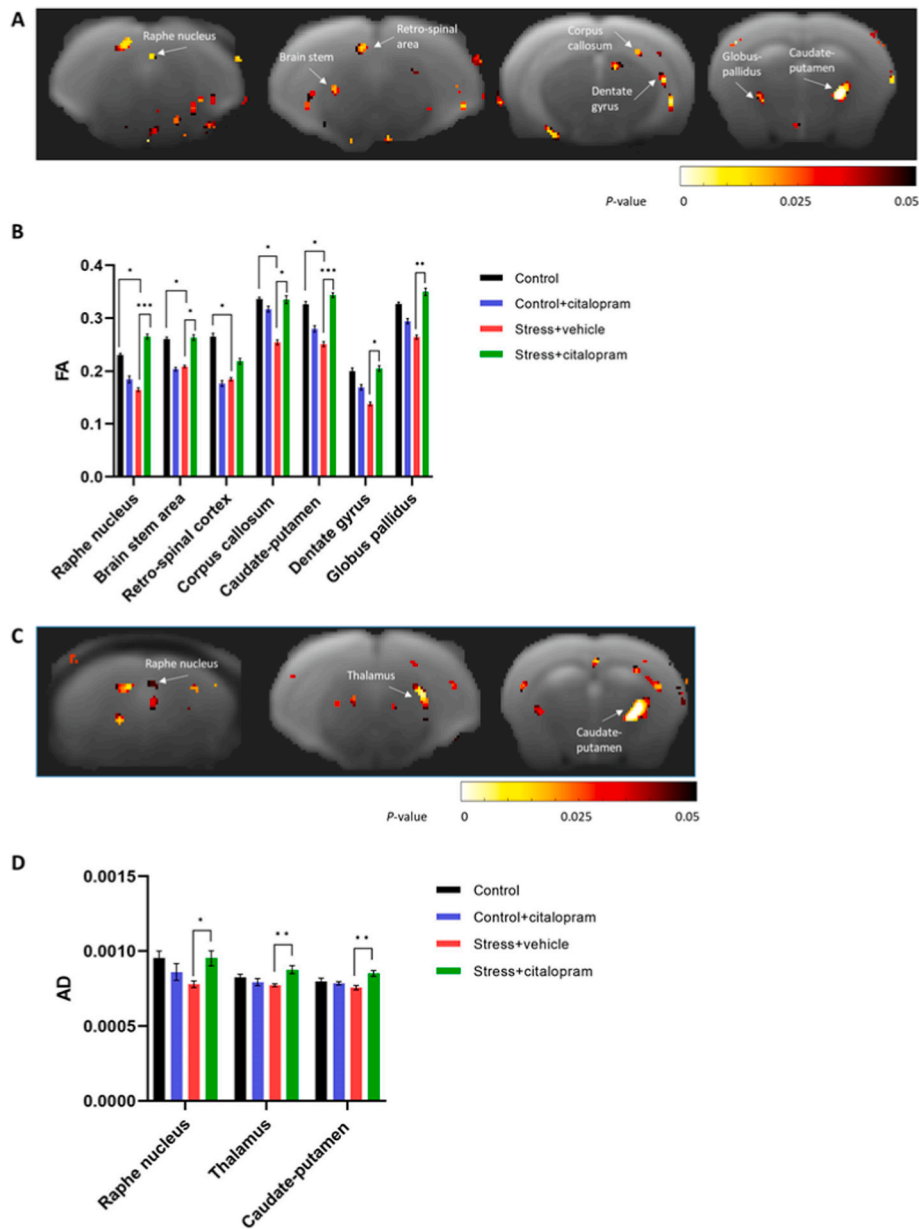 A
Raphe nucleus
Retro-spinal
area
Brain stem
Corpus
callosum
Dentate
gyrus
Globus-
pallidus
Caudate-
putamen
P-value
0
0.025
0.05
B
0.4
0.3
0.2
0.1
0.0
FA
* *** * * * * * * *** * **
Control
Control+citalopram
Stress+vehicle
Stress+citalopram
Raphe nucleus
Brain stem area
Retro-spinal cortex
Corpus callosum
Caudate-putamen
Dentate gyrus
Globus pallidus
C
Raphe nucleus
Thalamus
Caudate-
putamen
P-value
0
0.025
0.05
D
0.0015
0.0010
0.0005
0.0000
AD
* ** **
Control
Control+citalopram
Stress+vehicle
Stress+citalopram
Raphe nucleus
Thalamus
Caudate-putamen